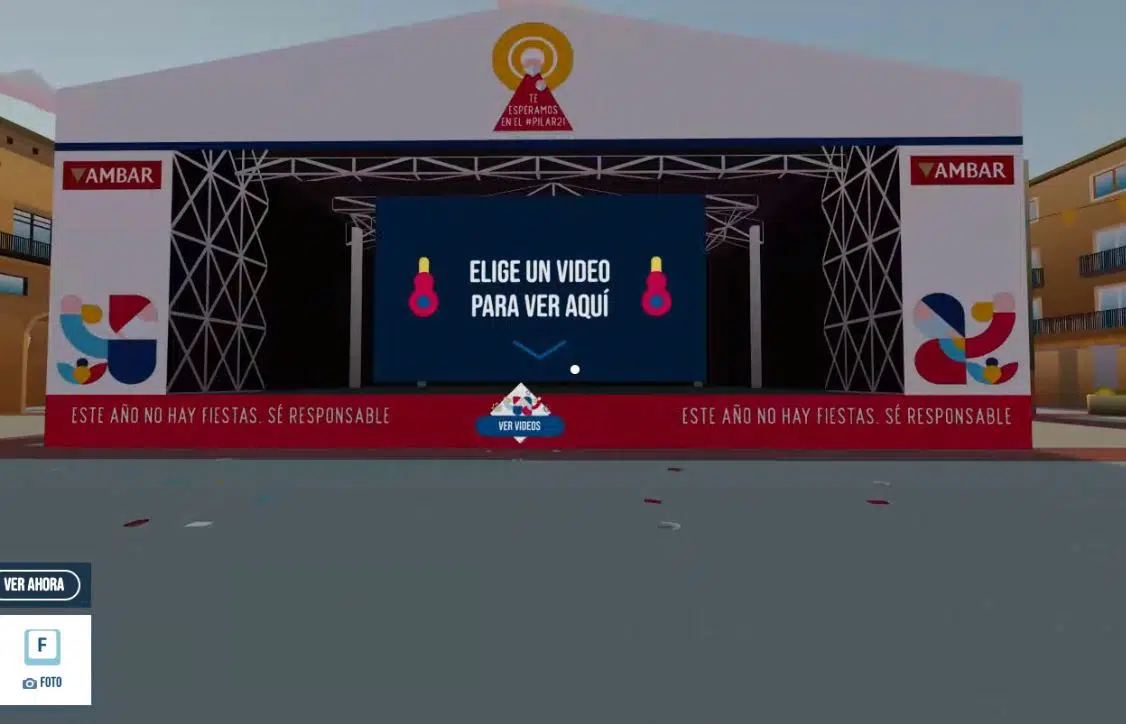 TE
ESPERAMOS
EN EL #PILAR21
AMBAR
AMBAR
ELIGE UN VIDEO
PARA VER AQUÍ
ESTE AÑO NO HAY FIESTAS. SÉ RESPONSABLE
VER VIDEOS
ESTE AÑO NO HAY FIESTAS. SÉ RESPONSABLE
VER AHORA
F
FOTO